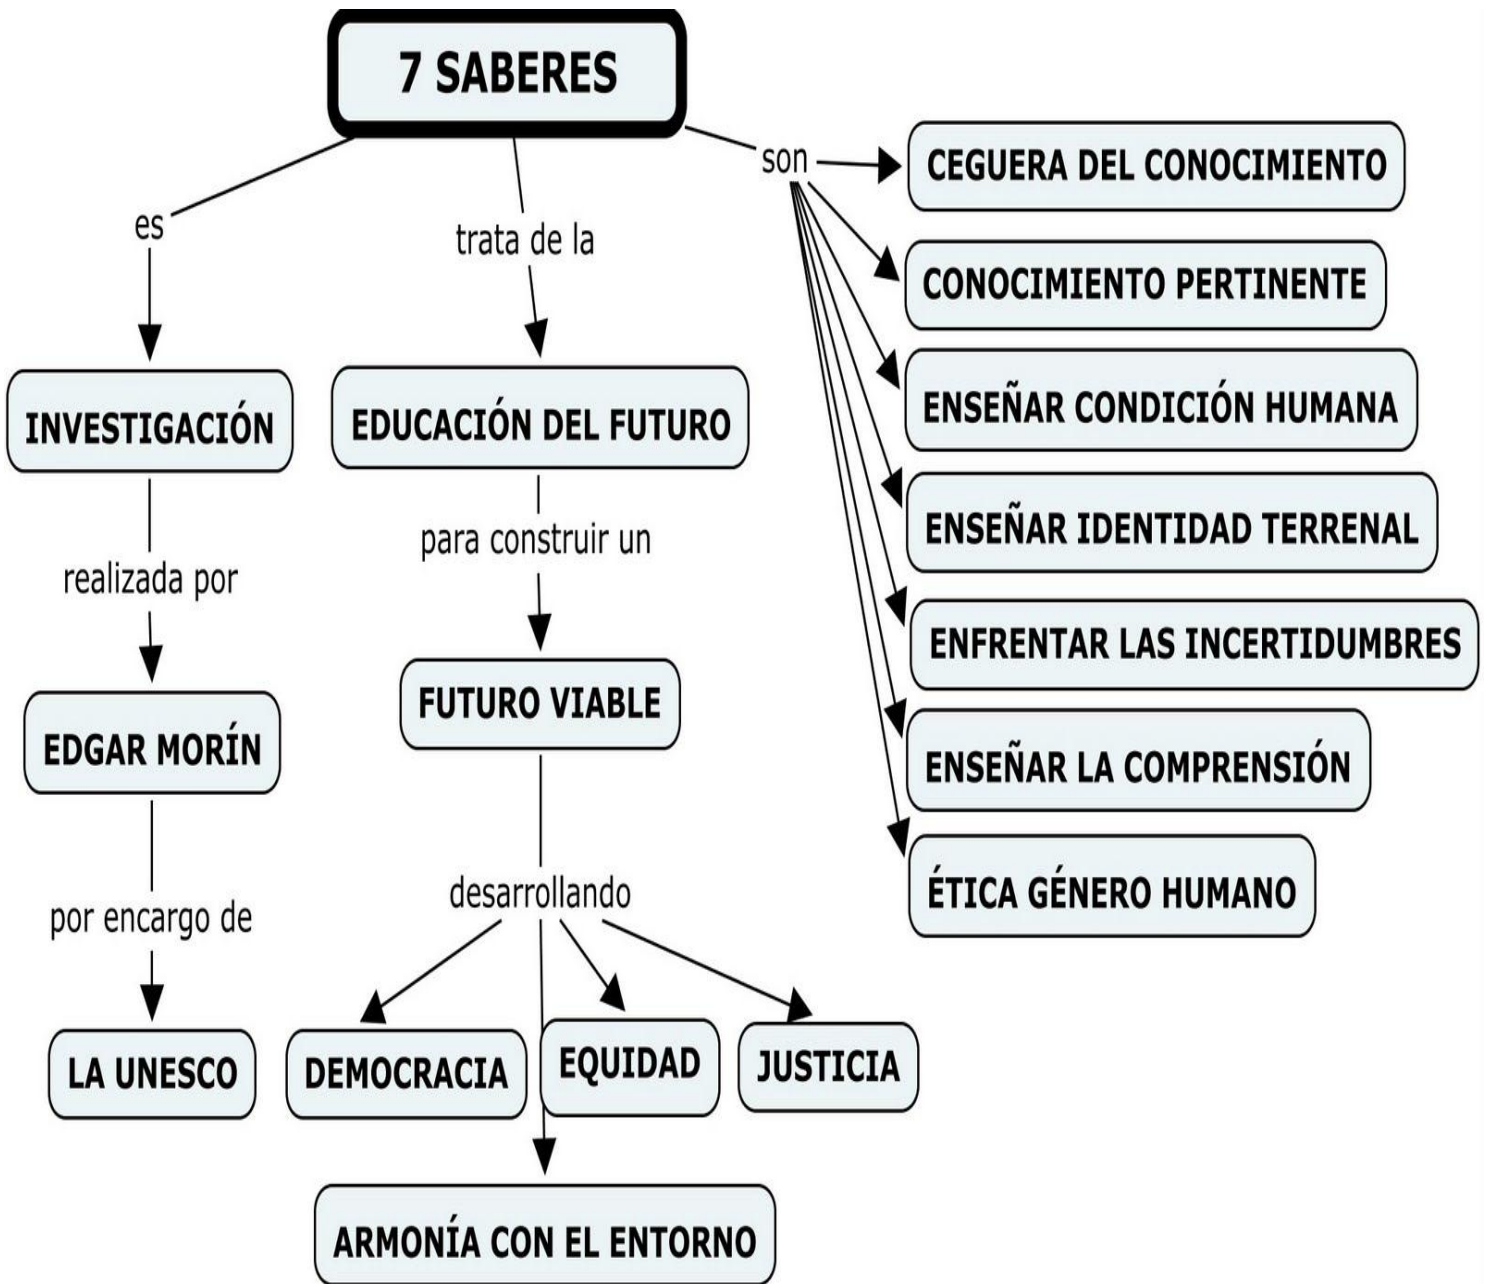 7 SABERES
son
CEGUERA DEL CONOCIMIENTO
es
trata de la
CONOCIMIENTO PERTINENTE
INVESTIGACIÓN
EDUCACIÓN DEL FUTURO
ENSEÑAR CONDICIÓN HUMANA
ENSEÑAR IDENTIDAD TERRENAL
realizada por
para construir un
ENFRENTAR LAS INCERTIDUMBRES
EDGAR MORÍN
FUTURO VIABLE
ENSEÑAR LA COMPRENSIÓN
por encargo de
desarrollando
ÉTICA GÉNERO HUMANO
LA UNESCO
DEMOCRACIA
EQUIDAD
JUSTICIA
ARMONÍA CON EL ENTORNO